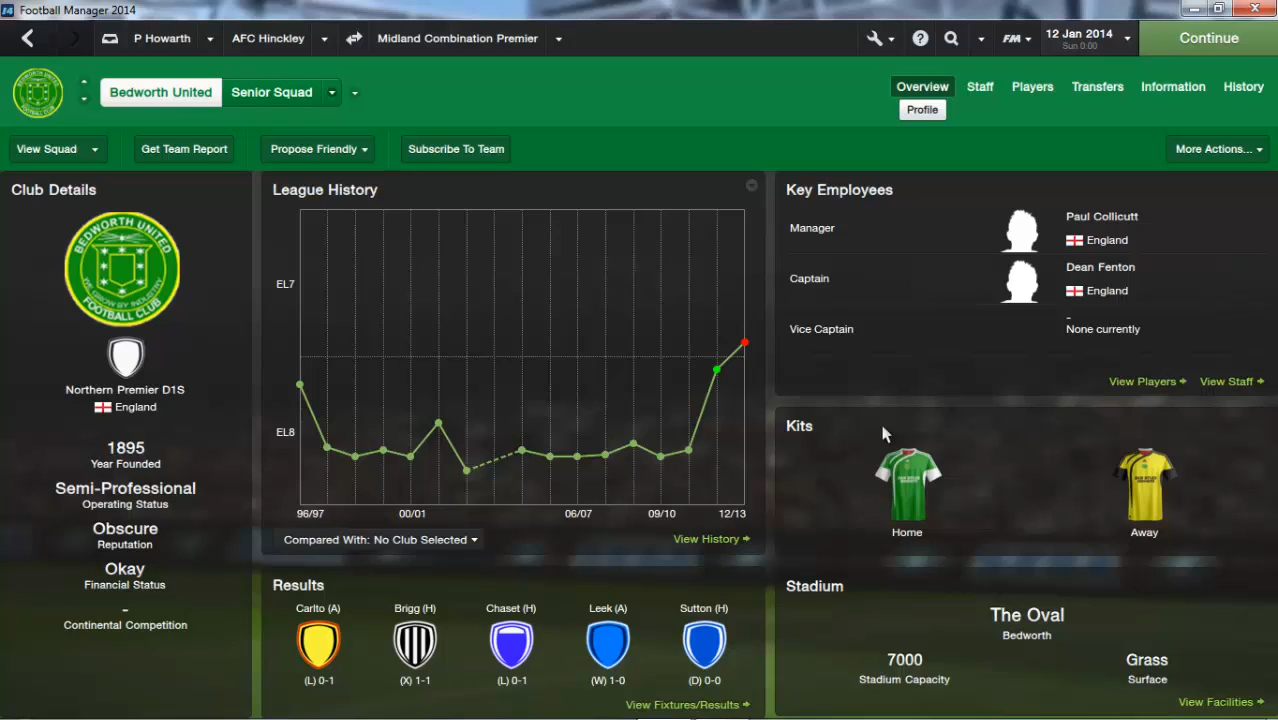 Football Manager 2014
P Howarth
AFC Hinckley
Midland Combination Premier
FM
12 Jan 2014
Sun 0:00
Continue
Bedworth United
Senior Squad
Overview
Staff
Players
Transfers
Information
History
Profile
View Squad
Get Team Report
Propose Friendly
Subscribe To Team
More Actions...
Club Details
BEDWORTH UNITED
FOOTBALL CLUB
Northern Premier D1S
England
1895
Year Founded
Semi-Professional
Operating Status
Obscure
Reputation
Okay
Financial Status
-
Continental Competition
League History
EL7
EL8
96/97
00/01
06/07
09/10
12/13
Compared With: No Club Selected
View History
Results
Carlto (A)
Brigg (H)
Chaset (H)
Leek (A)
Sutton (H)
(L) 0-1
(X) 1-1
(L) 0-1
(W) 1-0
(D) 0-0
View Fixtures/Results
Key Employees
Manager
Paul Collicutt
England
Captain
Dean Fenton
England
Vice Captain
-
None currently
View Players
View Staff
Kits
Home
Away
Stadium
The Oval
Bedworth
7000
Stadium Capacity
Grass
Surface
View Facilities